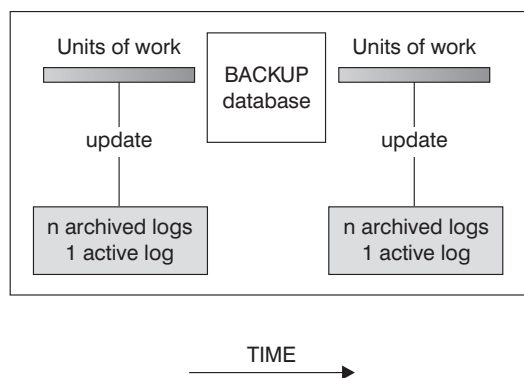 Units of work
BACKUP
database
Units of work
update
update
n archived logs
1 active log
n archived logs
1 active log
TIME